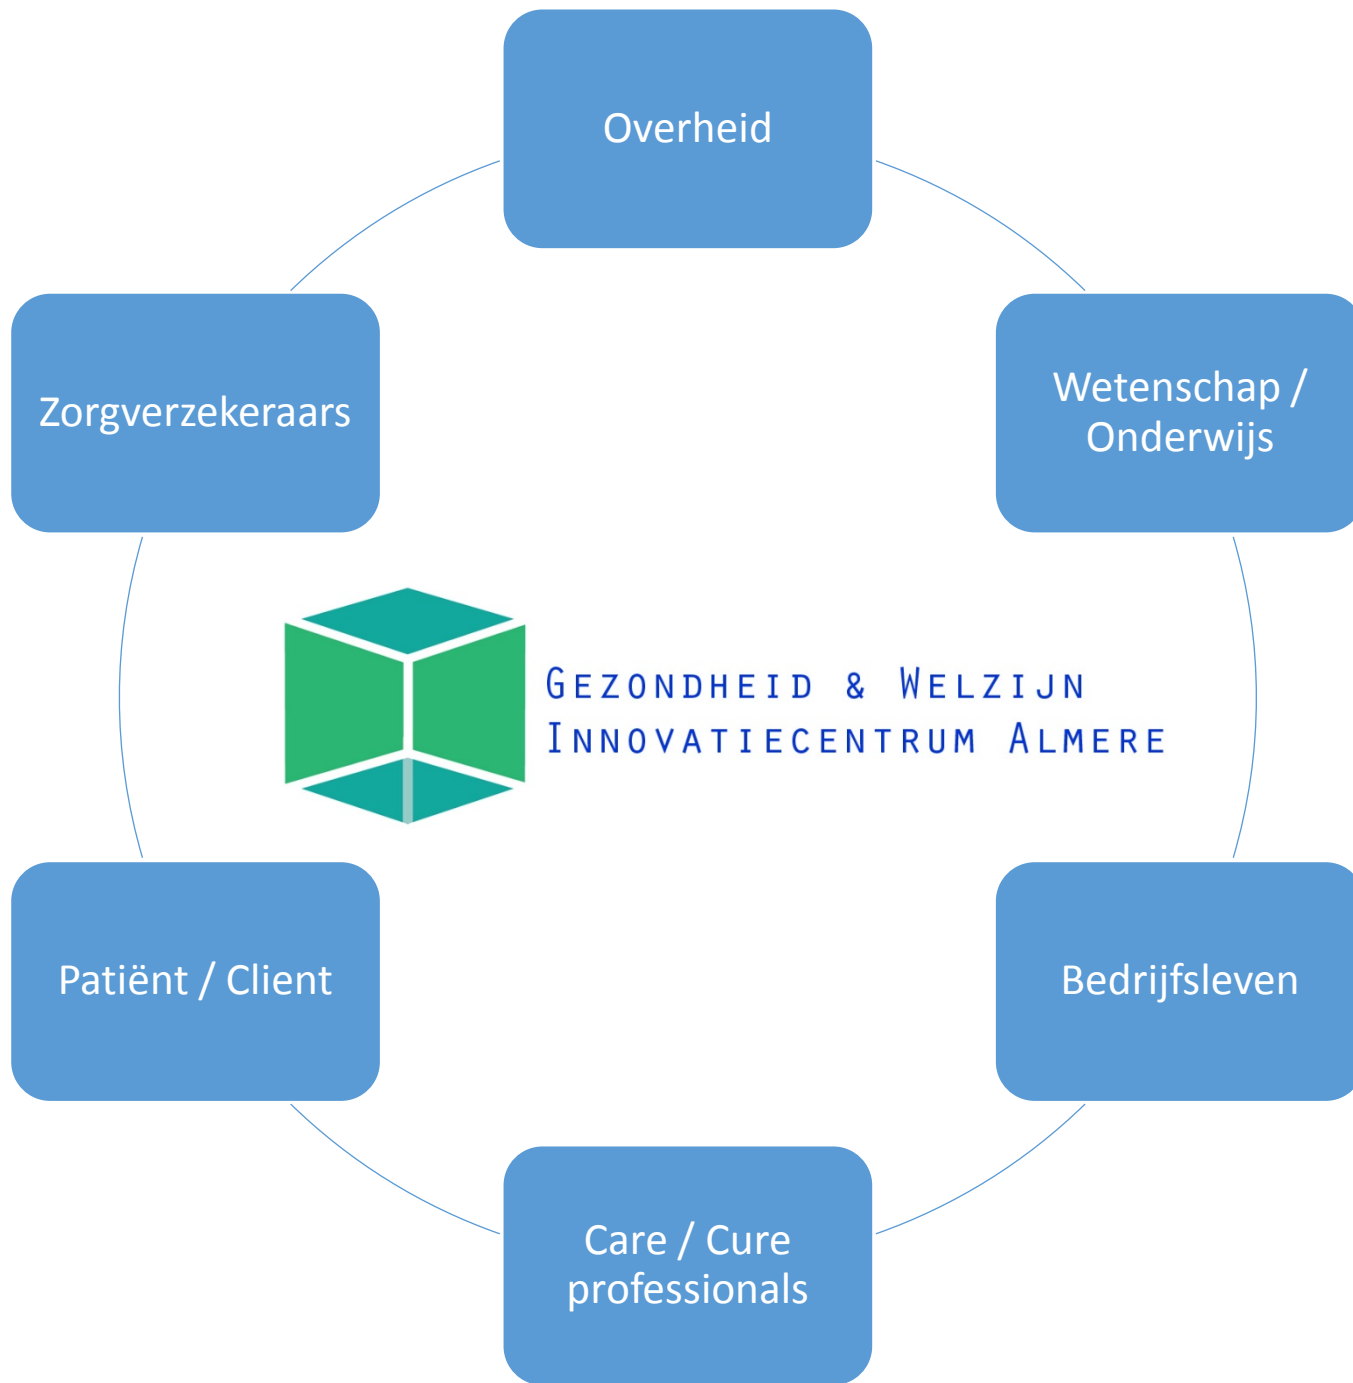 Overheid
Wetenschap /
Onderwijs
Zorgverzekeraars
GEZONDHEID & WELZIJN
INNOVATIECENTRUM ALMERE
Patiënt / Client
Bedrijfsleven
Care / Cure
professionals